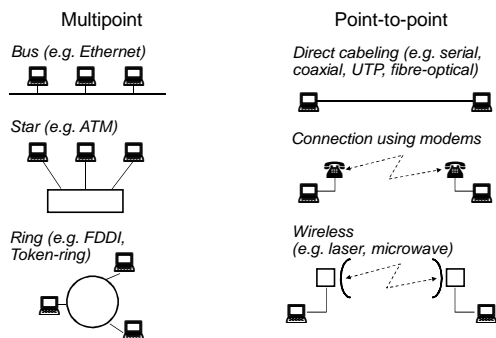 Multipoint
Bus (e.g. Ethernet)
Star (e.g. ATM)
Ring (e.g. FDDI,
Token-ring)
Point-to-point
Direct cabeling (e.g. serial,
coaxial, UTP, fibre-optical)
Connection using modems
Wireless
(e.g. laser, microwave)